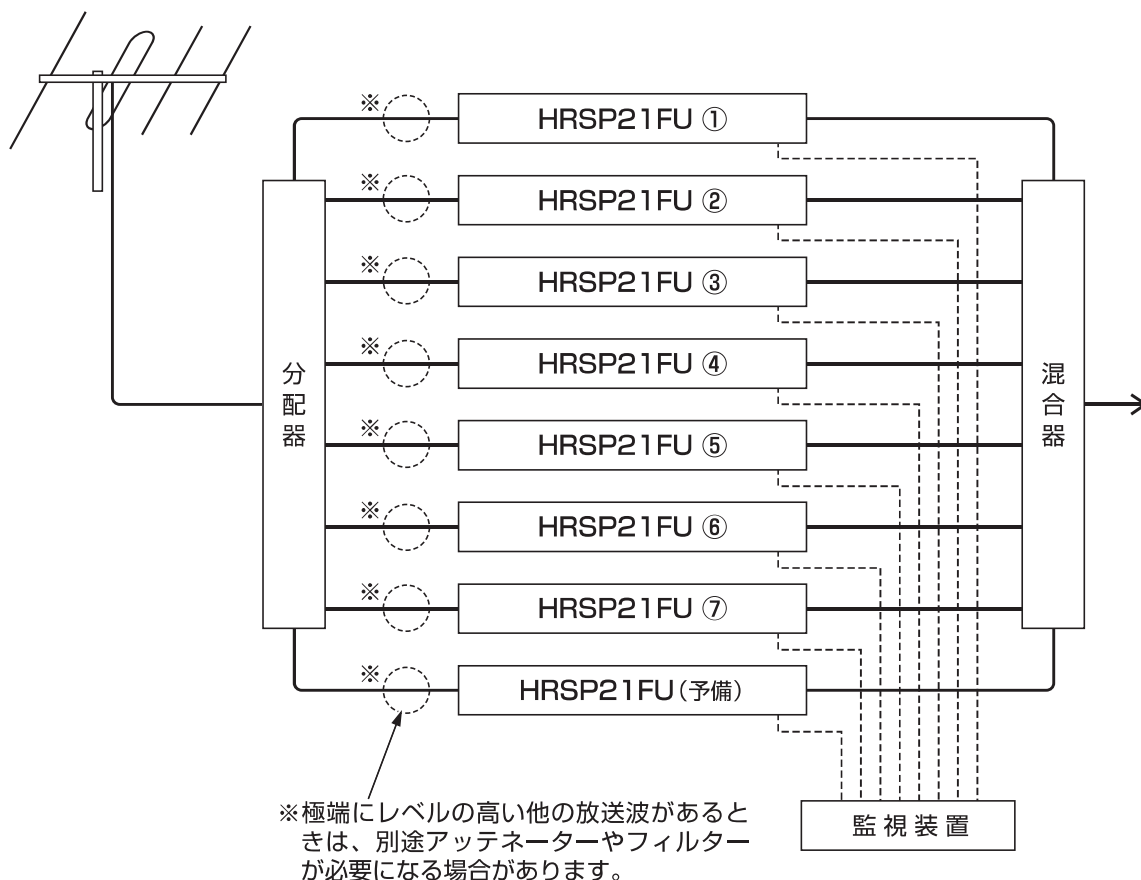 ※
HRSP21FU ①
※
HRSP21FU ②
※
HRSP21FU ③
※
HRSP21FU ④
※
HRSP21FU ⑤
※
HRSP21FU ⑥
※
HRSP21FU ⑦
※
HRSP21FU(予備)
分配器
混合器
※極端にレベルの高い他の放送波があると
きは、別途アッテネーターやフィルター
が必要になる場合があります。
監視装置